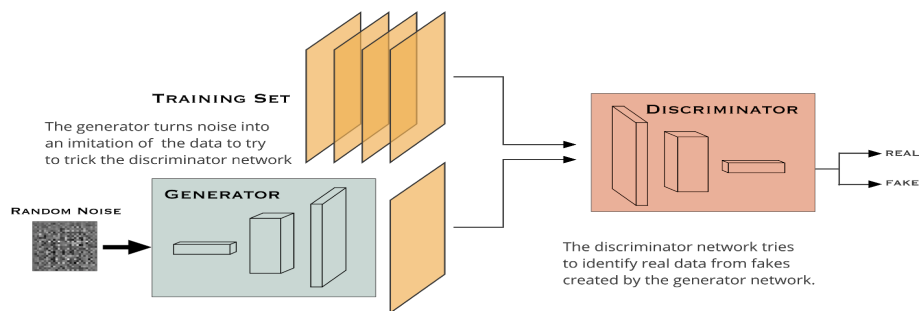 TRAINING SET
The generator turns noise into
an imitation of the data to try
to trick the discriminator network
GENERATOR
RANDOM NOISE
DISCRIMINATOR
REAL
FAKE
The discriminator network tries
to identify real data from fakes
created by the generator network.